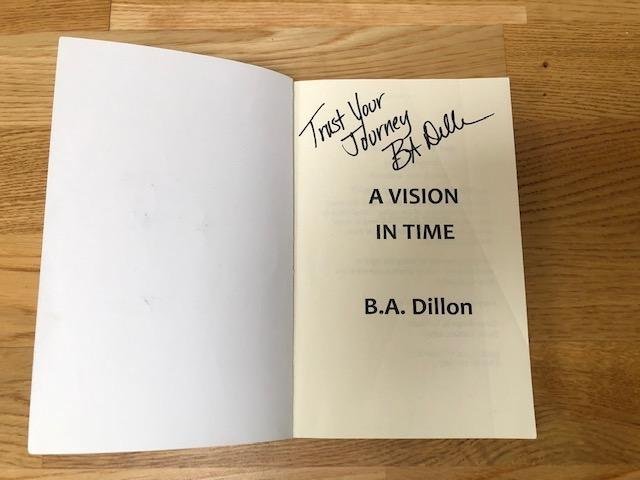 Trust Your
Journey
BA Dillon
A VISION
IN TIME
B.A. Dillon